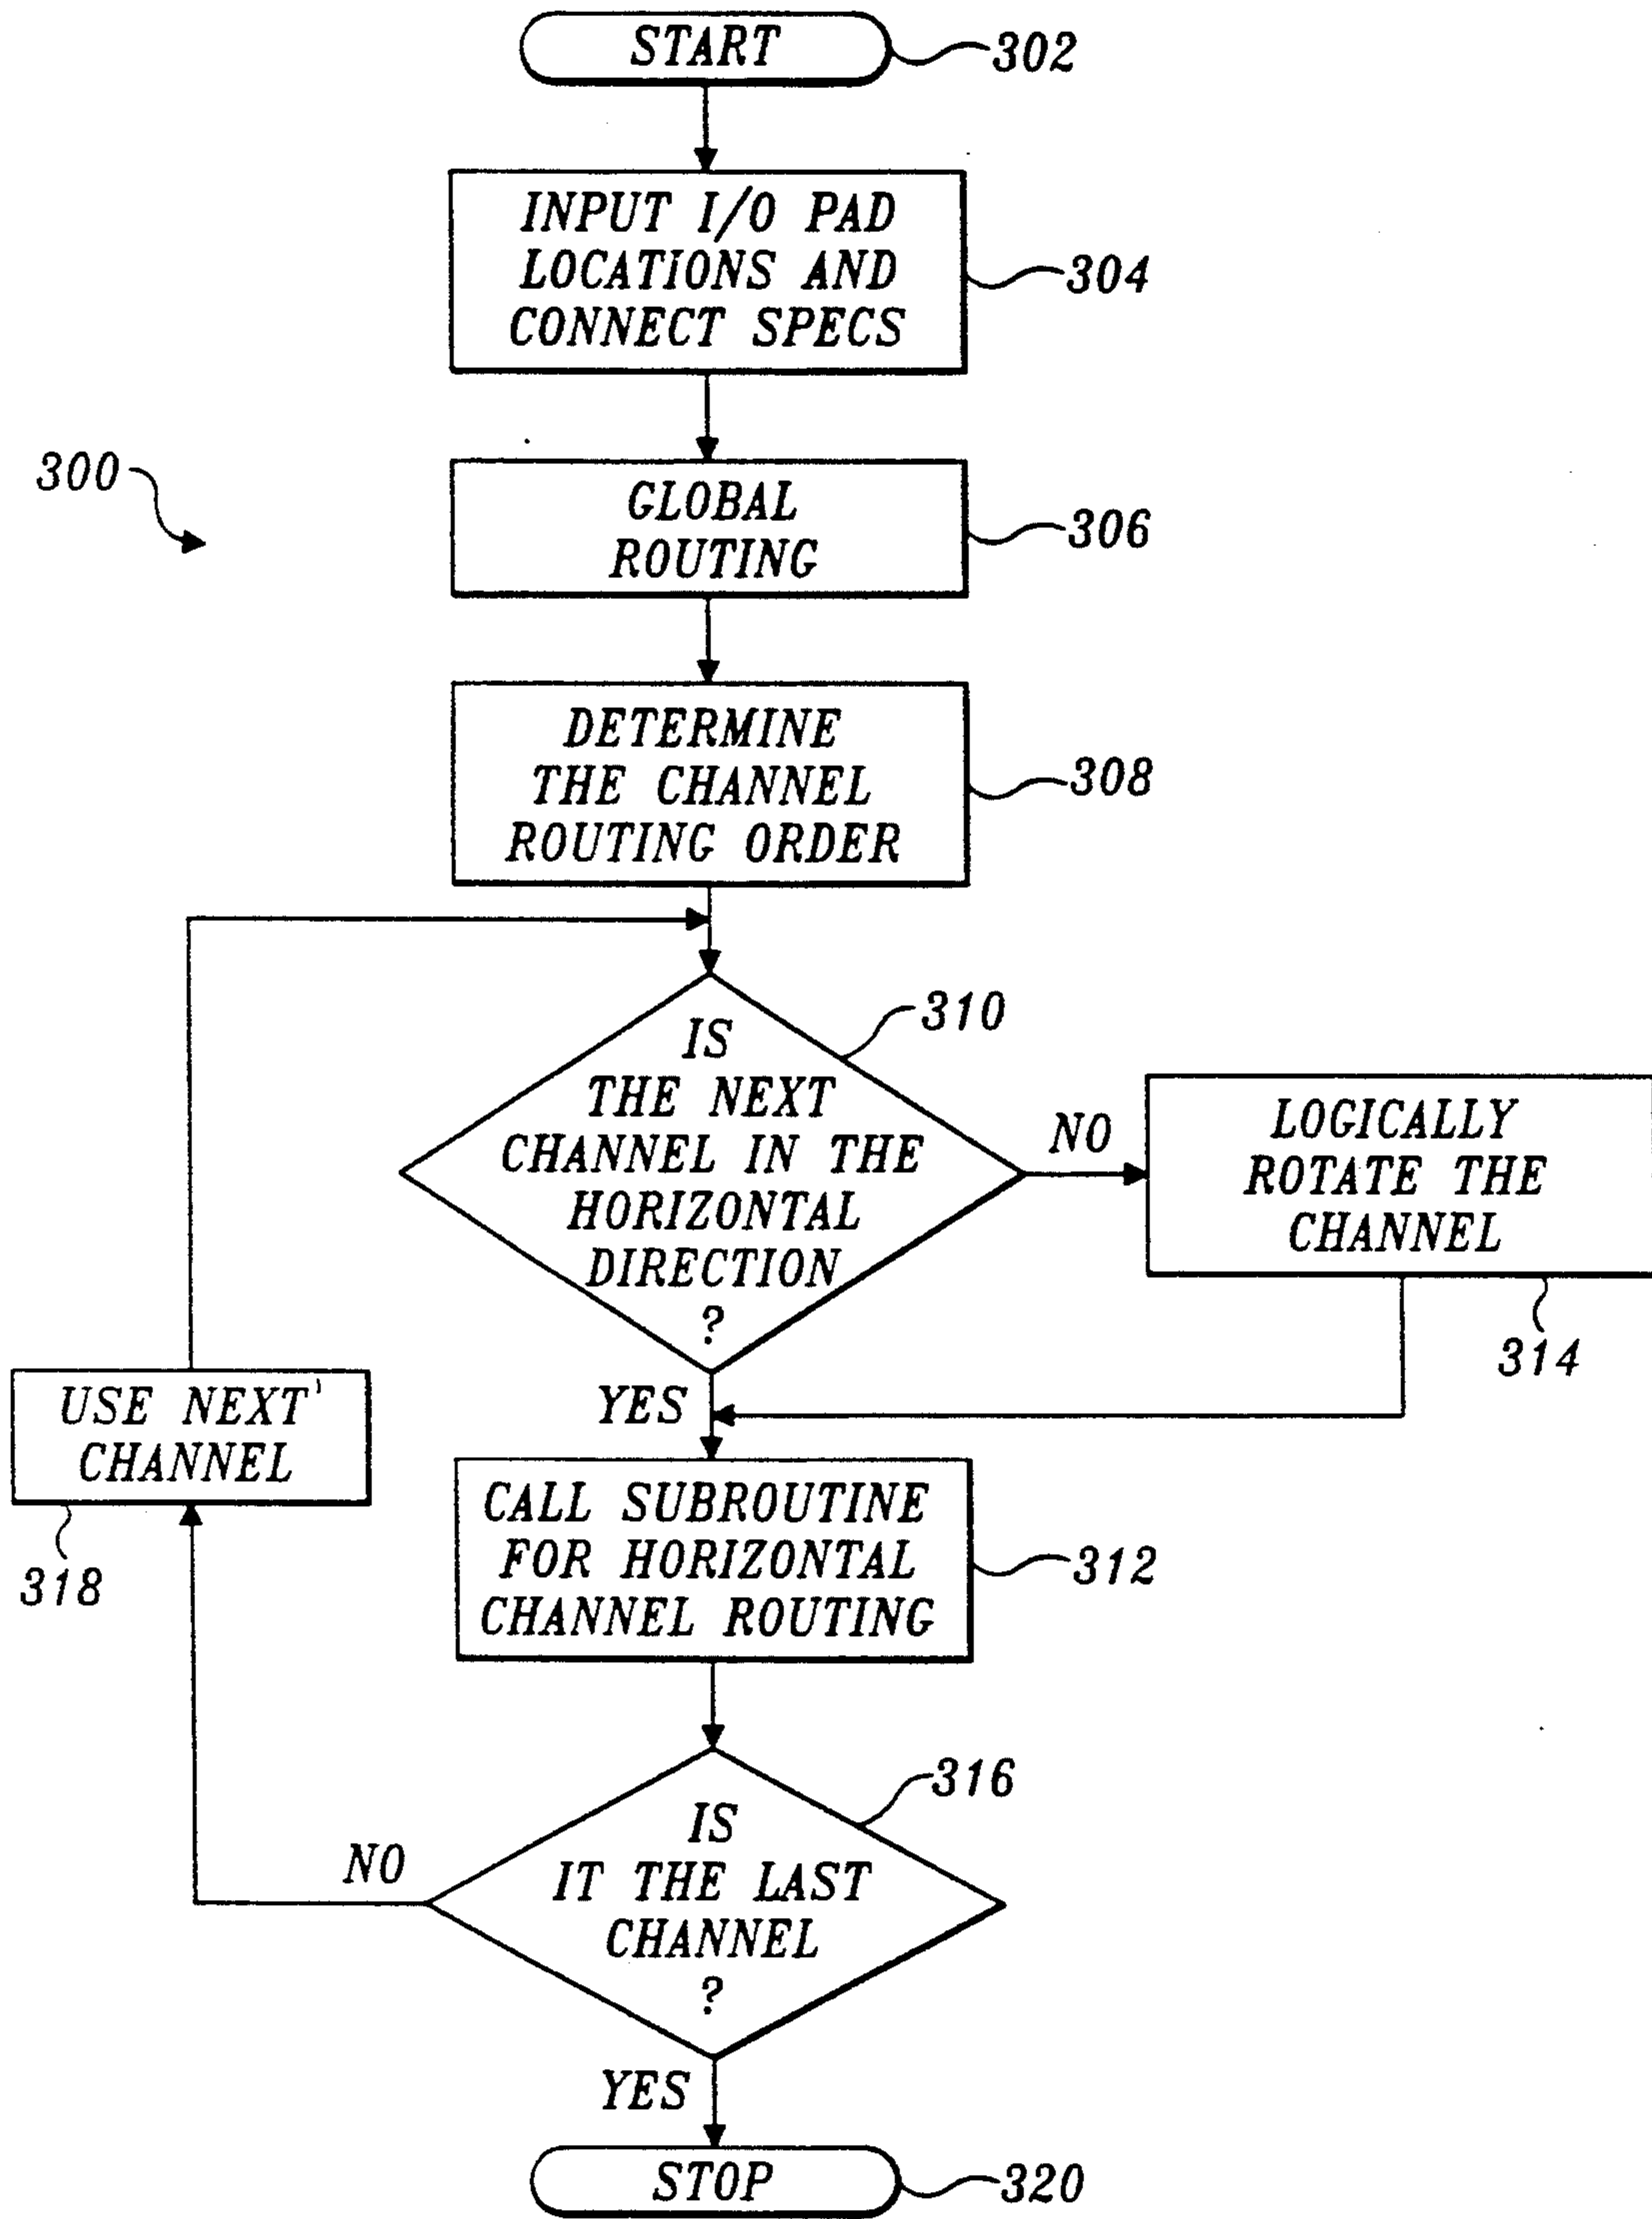 START
302
INPUT I/O PAD
LOCATIONS AND
CONNECT SPECS
304
300
GLOBAL
ROUTING
306
DETERMINE
THE CHANNEL
ROUTING ORDER
308
310
IS
THE NEXT
CHANNEL IN THE
HORIZONTAL
DIRECTION
?
NO
LOGICALLY
ROTATE THE
CHANNEL
314
YES
USE NEXT
CHANNEL
318
CALL SUBROUTINE
FOR HORIZONTAL
CHANNEL ROUTING
312
316
IS
IT THE LAST
CHANNEL
?
NO
YES
STOP
320